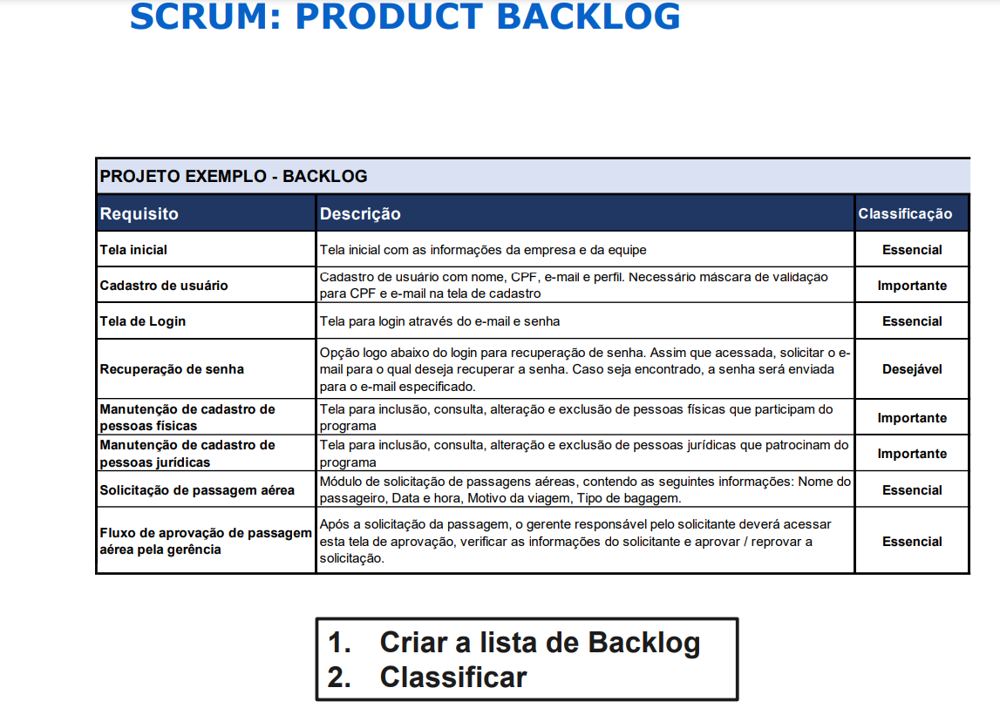 SCRUM: PRODUCT BACKLOG
PROJETO EXEMPLO - BACKLOG
Requisito Descrição Classificação
Tela inicial Tela inicial com as informações da empresa e da equipe Essencial
Cadastro de usuário Cadastro de usuário com nome, CPF, e-mail e perfil. Necessário máscara de validação
para CPF e e-mail na tela de cadastro Importante
Tela de Login Tela para login através do e-mail e senha Essencial
Recuperação de senha Opção logo abaixo do login para recuperação de senha. Assim que acessada, solicitar o e-
mail para o qual deseja recuperar a senha. Caso seja encontrado, a senha será enviada
para o e-mail especificado. Desejável
Manutenção de cadastro de
pessoas físicas Tela para inclusão, consulta, alteração e exclusão de pessoas físicas que participam do
programa Importante
Manutenção de cadastro de
pessoas jurídicas Tela para inclusão, consulta, alteração e exclusão de pessoas jurídicas que patrocinam do
programa Importante
Solicitação de passagem aérea Módulo de solicitação de passagens aéreas, contendo as seguintes informações: Nome do
passageiro, Data e hora, Motivo da viagem, Tipo de bagagem. Essencial
Fluxo de aprovação de passagem
aérea pela gerência Após a solicitação da passagem, o gerente responsável pelo solicitante deverá acessar
esta tela de aprovação, verificar as informações do solicitante e aprovar / reprovar a
solicitação. Essencial
1. Criar a lista de Backlog
2. Classificar